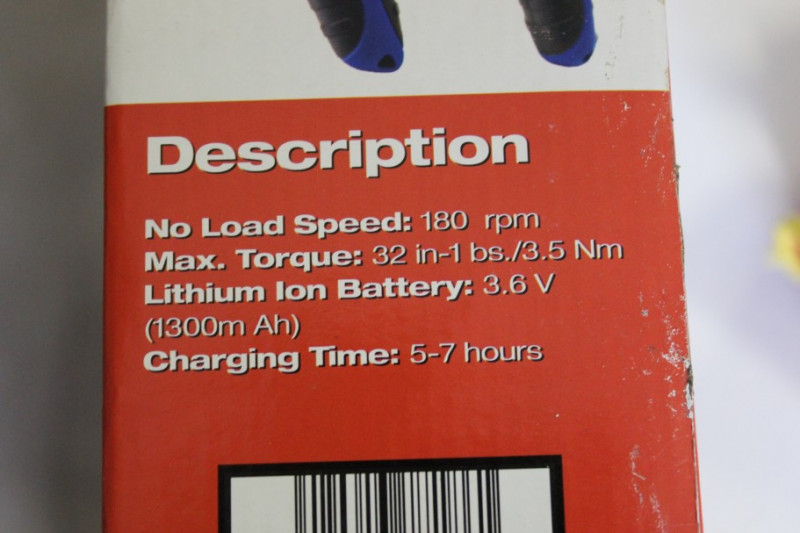 Description
No Load Speed: 180 rpm
Max. Torque: 32 in-1 bs./3.5 Nm
Lithium Ion Battery: 3.6 V
(1300m Ah)
Charging Time: 5-7 hours